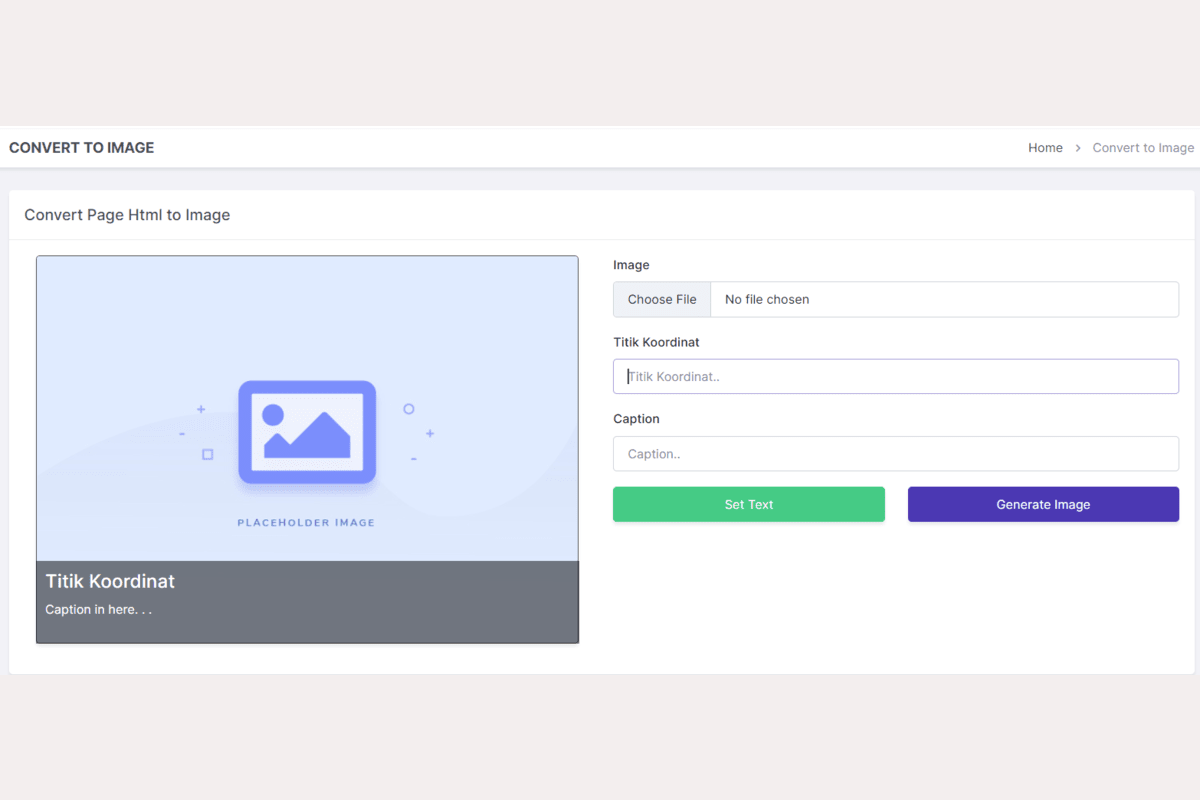 CONVERT TO IMAGE
Home > Convert to Image
Convert Page Html to Image
PLACEHOLDER IMAGE
Titik Koordinat
Caption in here. . .
Image
Choose File No file chosen
Titik Koordinat
Titik Koordinat..
Caption
Caption..
Set Text
Generate Image